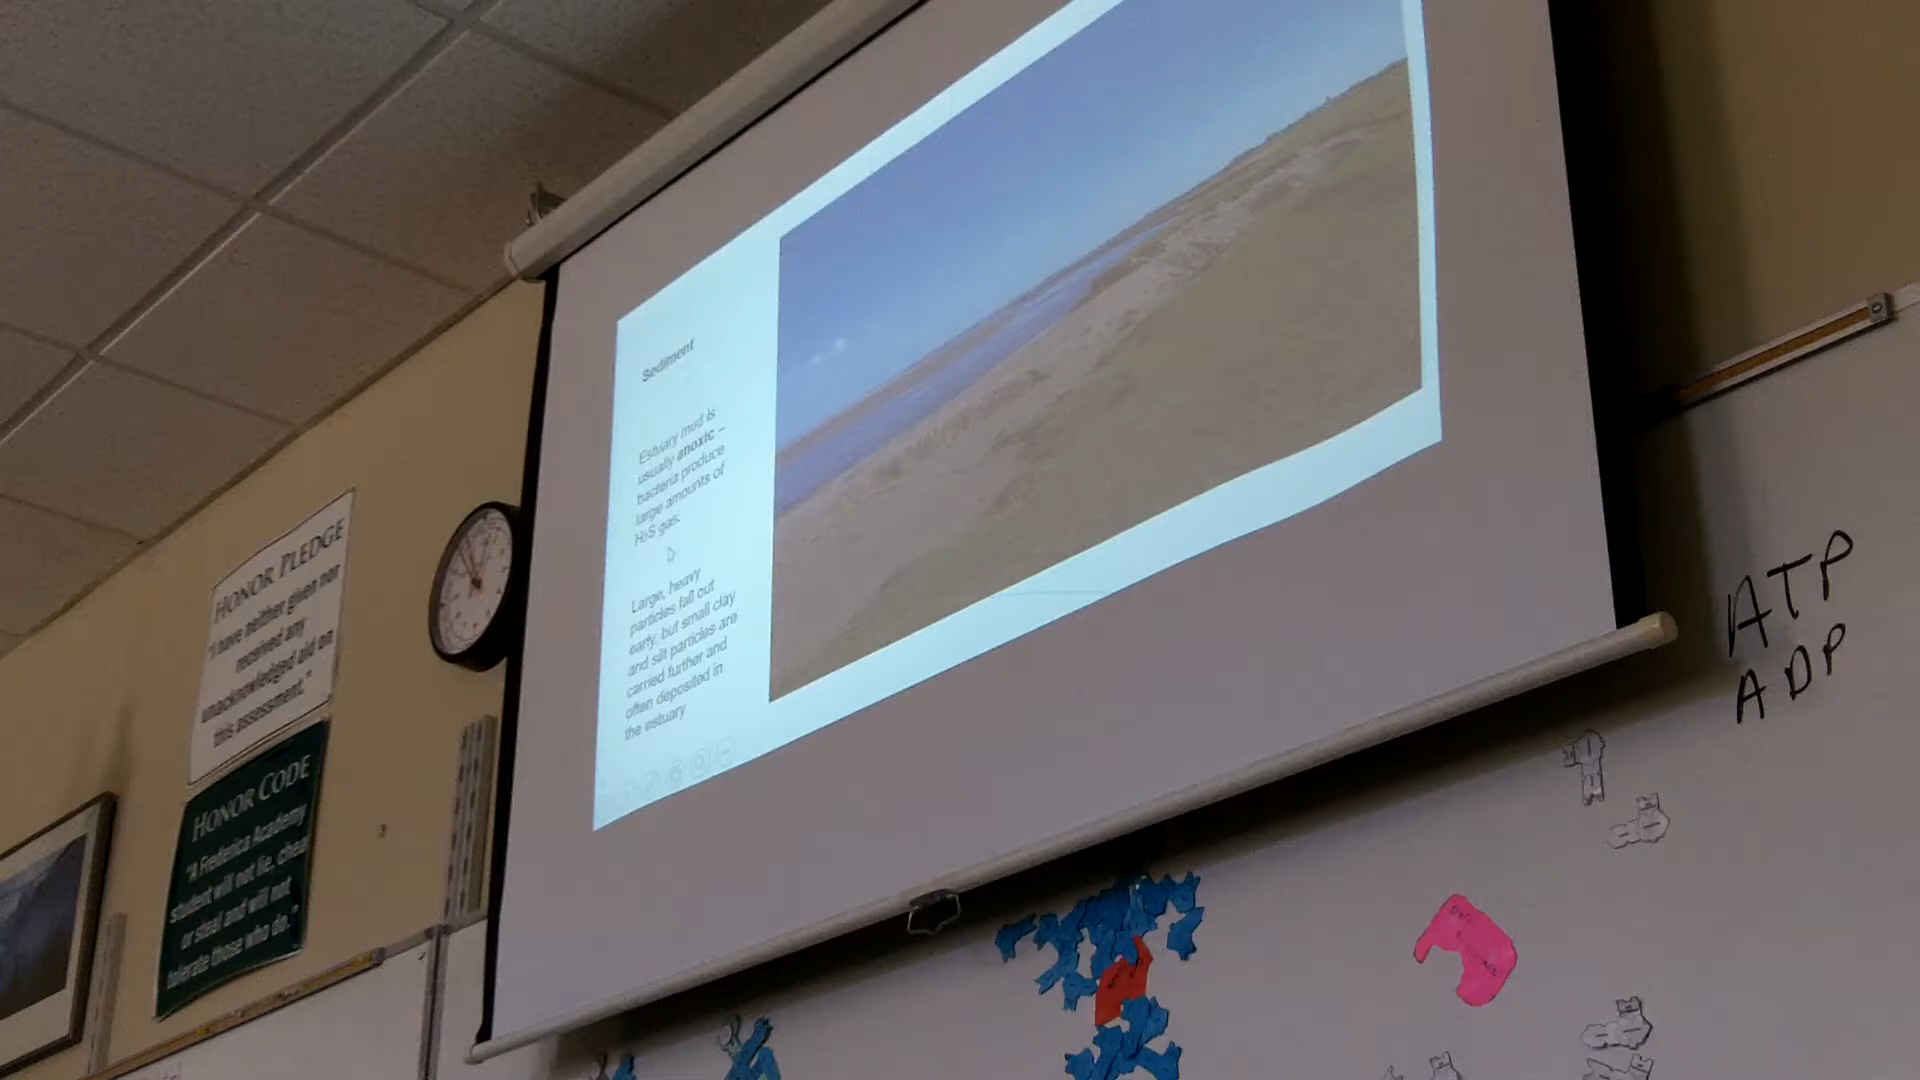 Sediment
Estuary mud is
usually anoxic –
bacteria produce
large amounts of
H₂S gas.
Large, heavy
particles fall out
early, but small clay
and silt particles are
carried further and
often deposited in
the estuary
HONOR PLEDGE
"I have neither given nor
received any
unacknowledged aid on
this assessment."
HONOR CODE
"A Frederica Academy
student will not lie, cheat
or steal and will not
tolerate those who do."
ATP
ADP